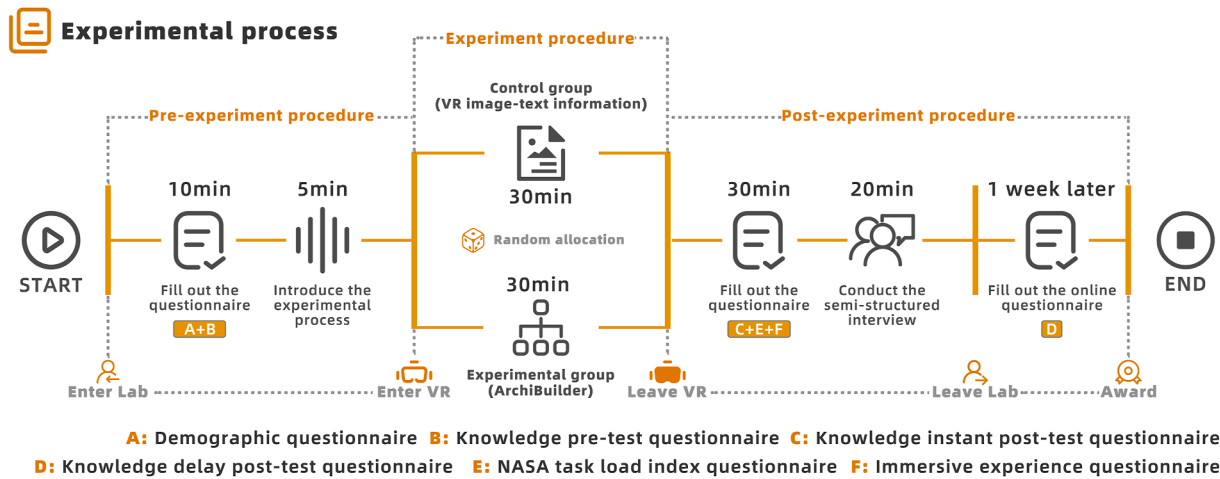 Experimental process
Experiment procedure
Control group
(VR image-text information)
Pre-experiment procedure
Post-experiment procedure
10min
5min
30min
30min
20min
1 week later
Random allocation
START
Fill out the
questionnaire
A+B
Introduce the
experimental
process
30min
Fill out the
questionnaire
C+E+F
Conduct the
semi-structured
interview
Fill out the online
questionnaire
D
END
Experimental group
(ArchiBuilder)
Enter Lab
Enter VR
Leave VR
Leave Lab
Award
A: Demographic questionnaire B: Knowledge pre-test questionnaire C: Knowledge instant post-test questionnaire
D: Knowledge delay post-test questionnaire E: NASA task load index questionnaire F: Immersive experience questionnaire